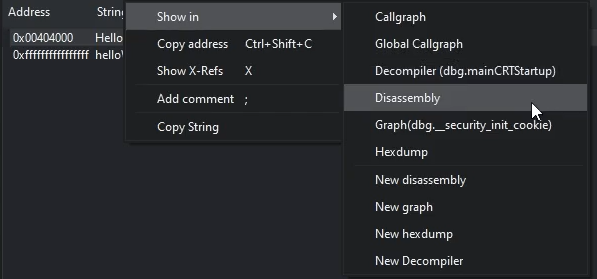 Address String
0x00404000 Hello
0xffffffffffffffff
Show in
Copy address Ctrl+Shift+C
Show X-Refs X
Add comment ;
Copy String
Callgraph
Global Callgraph
Decompiler (dbg.mainCRTStartup)
Disassembly
Graph(dbg.__security_init_cookie)
Hexdump
New disassembly
New graph
New hexdump
New Decompiler